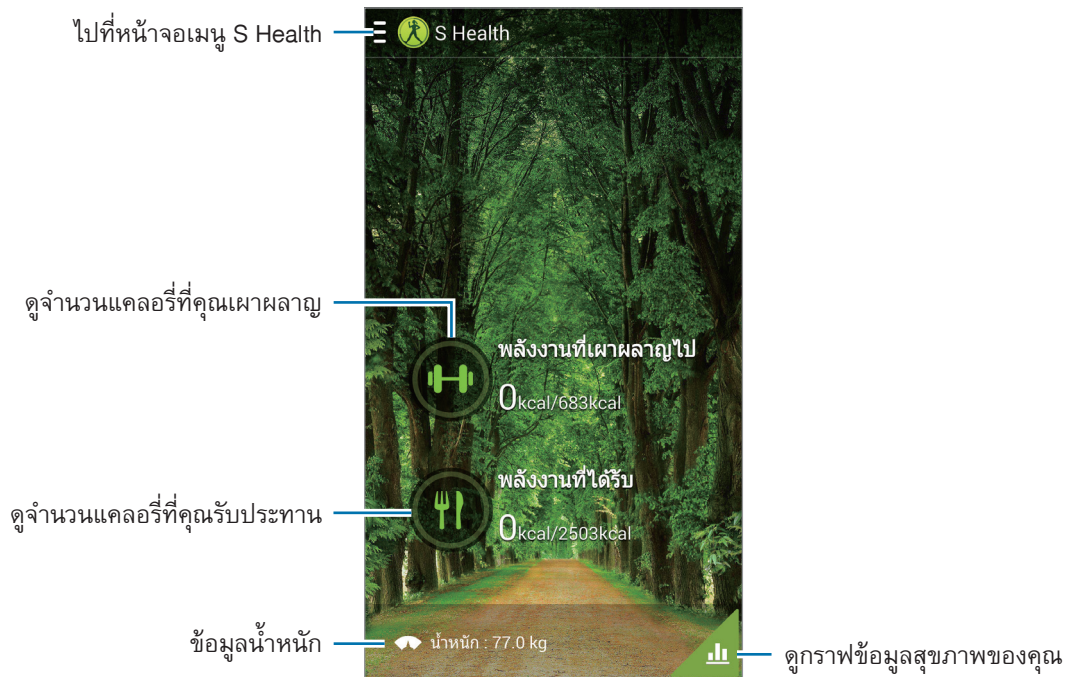 ไปที่หน้าจอเมนู S Health
S Health
ดูจำนวนแคลอรี่ที่คุณเผาผลาญ
พลังงานที่เผาผลาญไป
0kcal/683kcal
พลังงานที่ได้รับ
ดูจำนวนแคลอรี่ที่คุณรับประทาน
0kcal/2503kcal
ข้อมูลน้ำหนัก
น้ำหนัก : 77.0 kg
ดูกราฟข้อมูลสุขภาพของคุณ